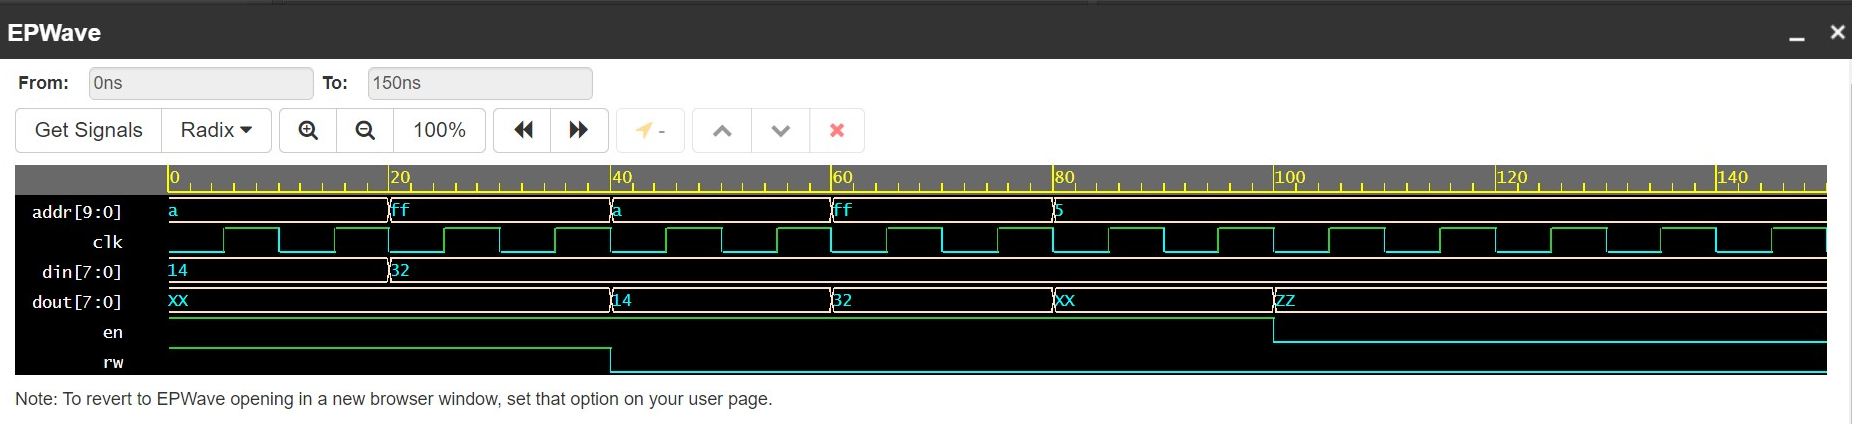 EPWave
From: 0ns To: 150ns
Get Signals Radix 100% -
0 20 40 60 80 100 120 140
addr[9:0] a ff a ff 5
clk
din[7:0] 14 32
dout[7:0] XX 14 32 XX ZZ
en
rw
Note: To revert to EPWave opening in a new browser window, set that option on your user page.